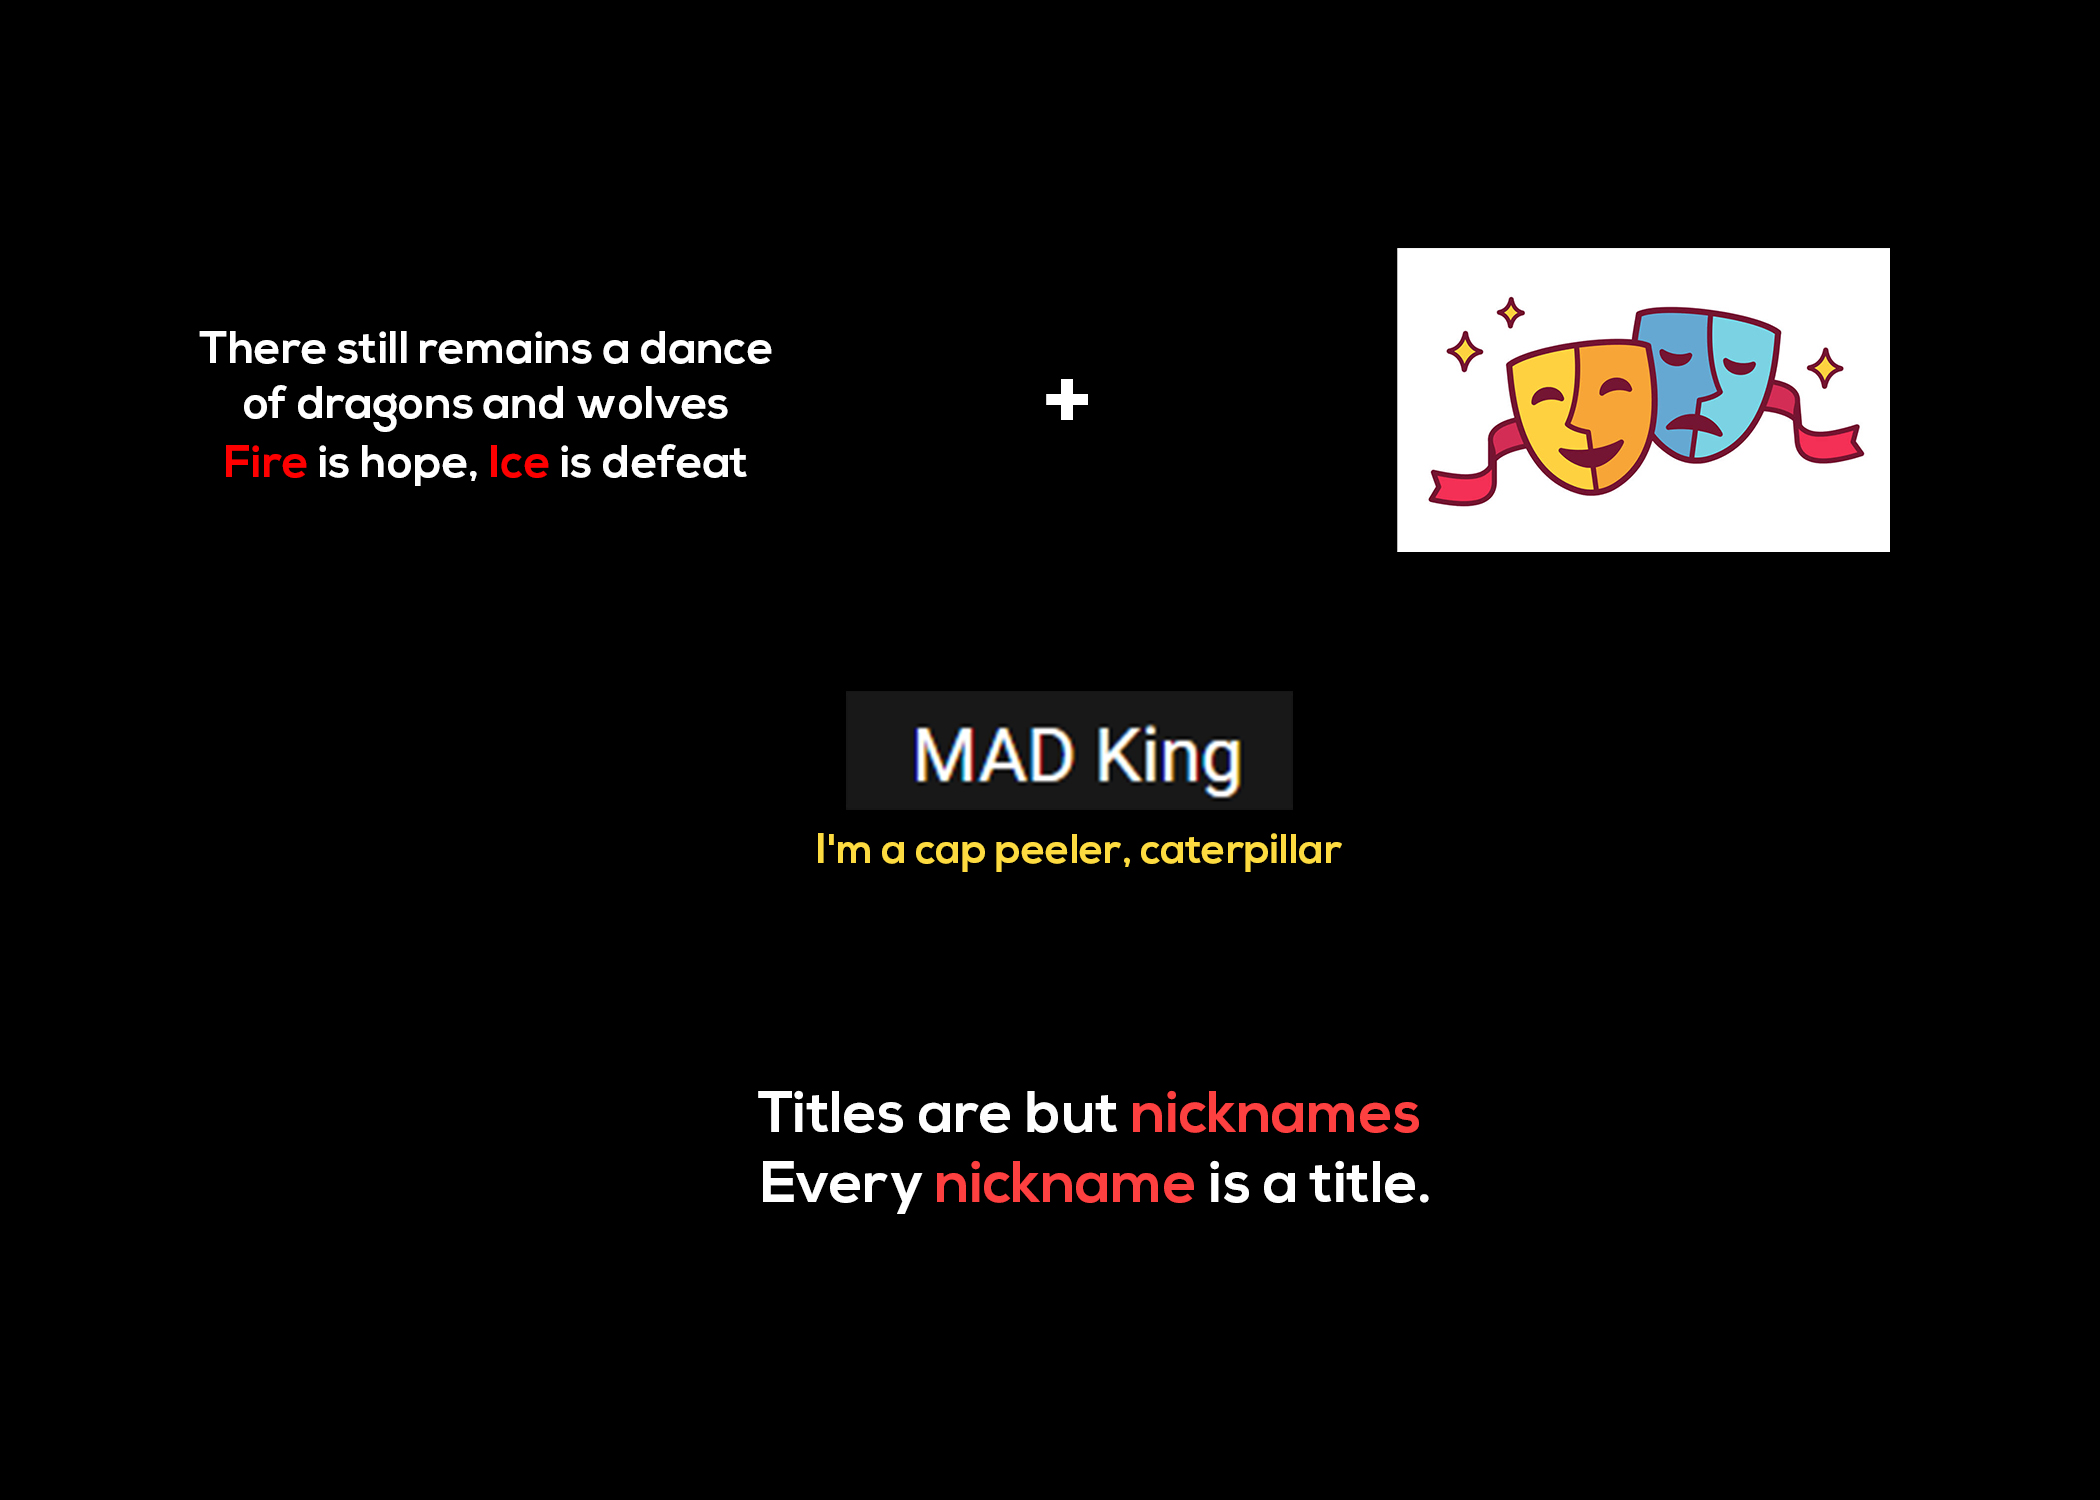 There still remains a dance
of dragons and wolves
Fire is hope, Ice is defeat
+
MAD King
I'm a cap peeler, caterpillar
Titles are but nicknames
Every nickname is a title.